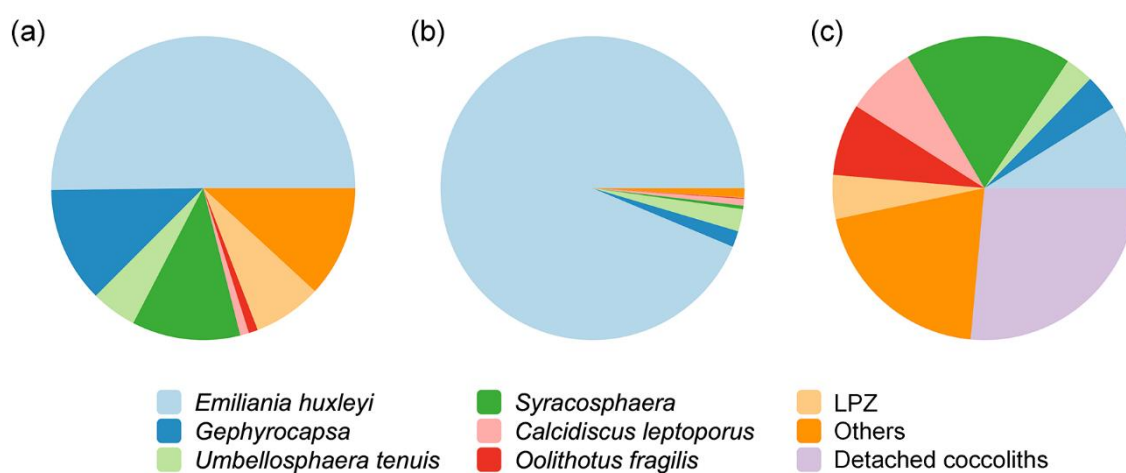 (a) (b) (c)
Emiliania huxleyi Syracosphaera LPZ
Gephyrocapsa Calcidiscus leptoporus Others
Umbellosphaera tenuis Oolithotus fragilis Detached coccoliths